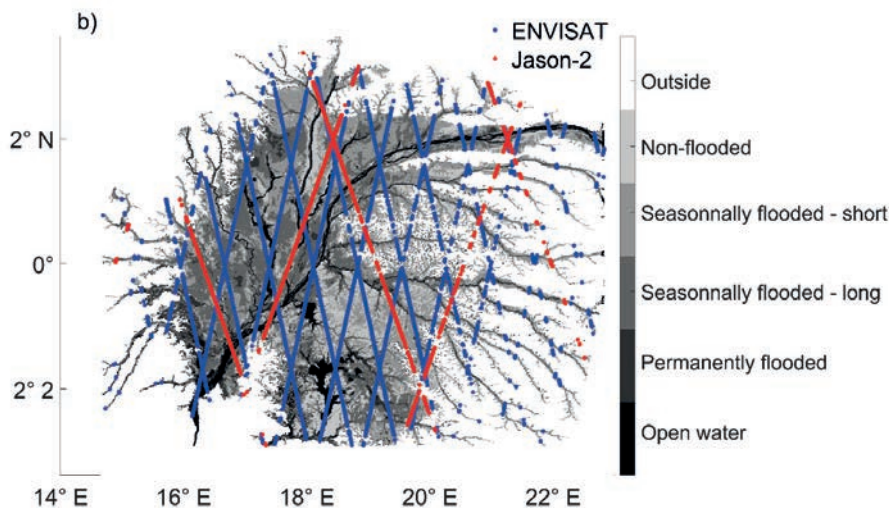 b)
ENVISAT
Jason-2
2° N
0°
2° 2
14° E
16° E
18° E
20° E
22° E
Outside
Non-flooded
Seasonnally flooded - short
Seasonnally flooded - long
Permanently flooded
Open water